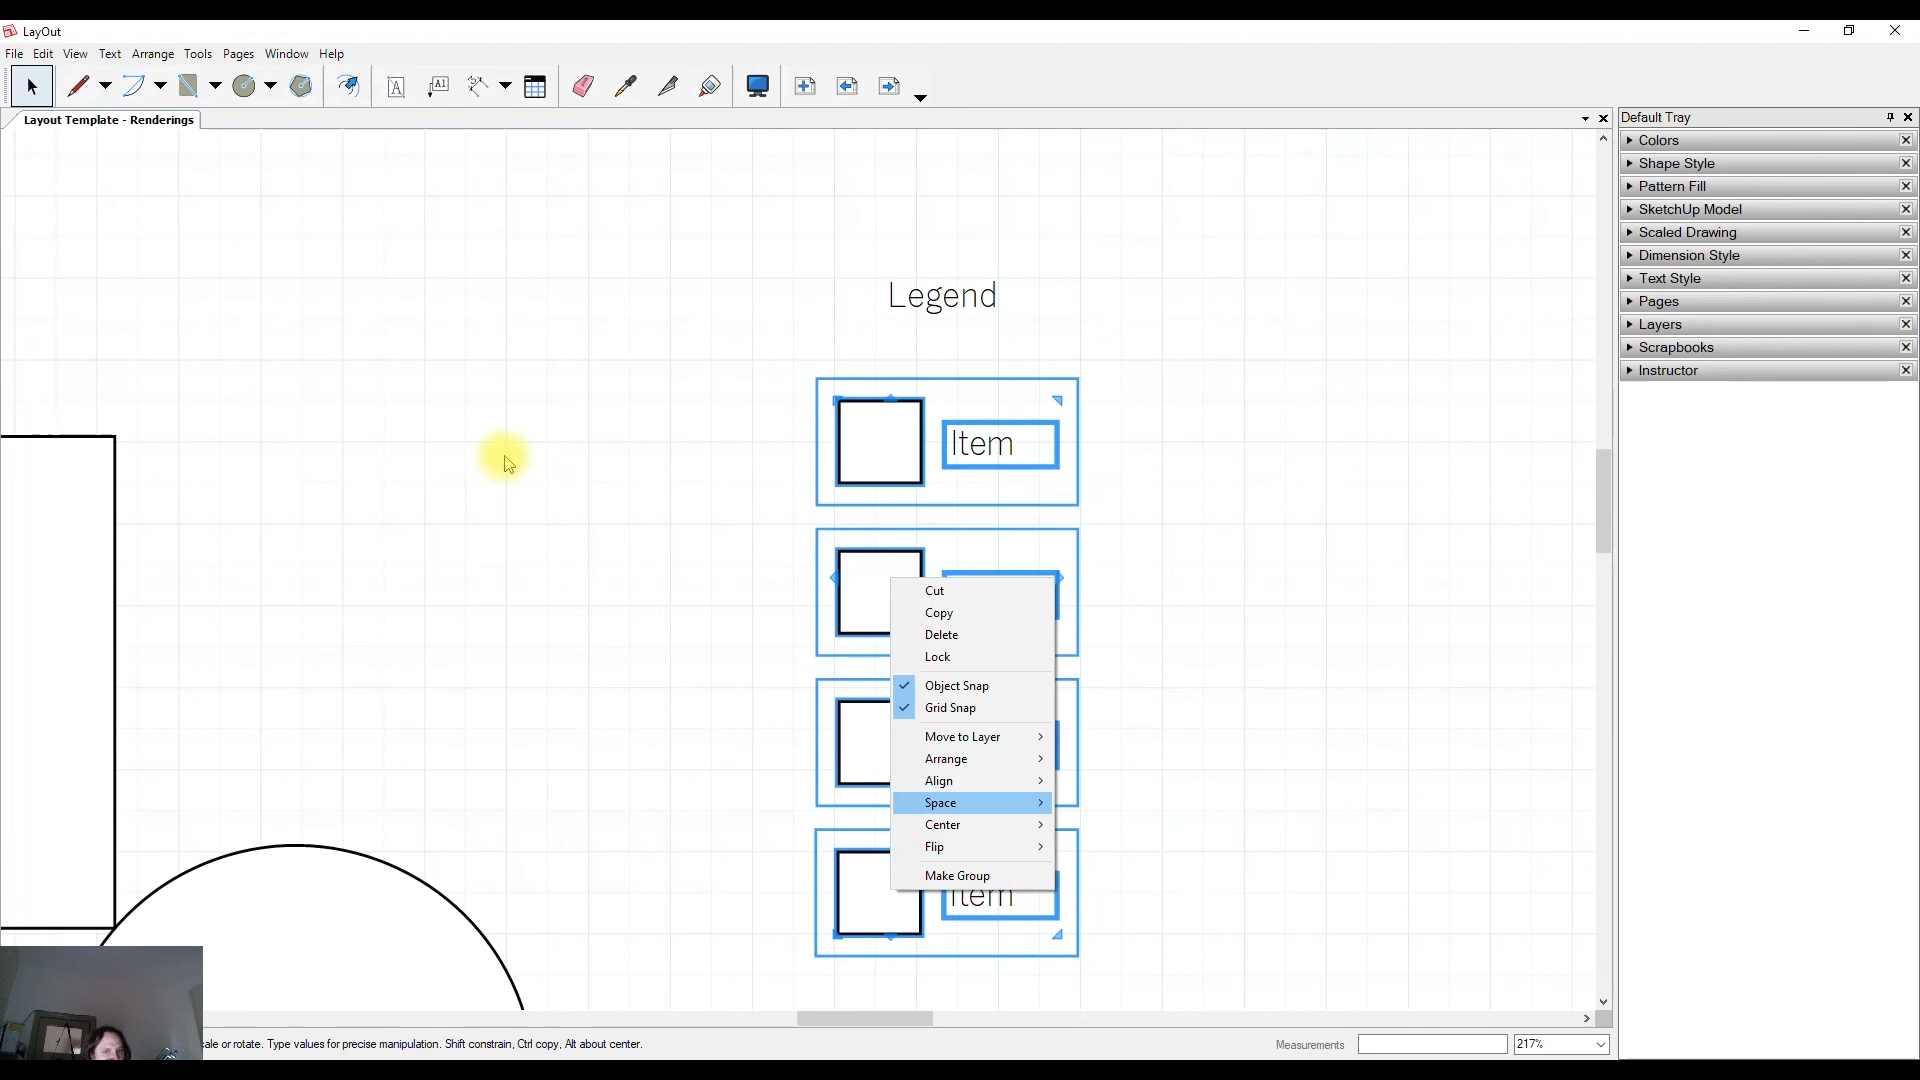 LayOut
File Edit View Text Arrange Tools Pages Window Help
A A1
Layout Template - Renderings
Default Tray
Colors
Shape Style
Pattern Fill
SketchUp Model
Scaled Drawing
Dimension Style
Text Style
Pages
Layers
Scrapbooks
Instructor
Legend
Item
Cut
Copy
Delete
Lock
Object Snap
Grid Snap
Move to Layer
Arrange
Align
Space
Center
Flip
Make Group
Item
or rotate. Type values for precise manipulation. Shift constrain, Ctrl copy, Alt about center.
Measurements
217%